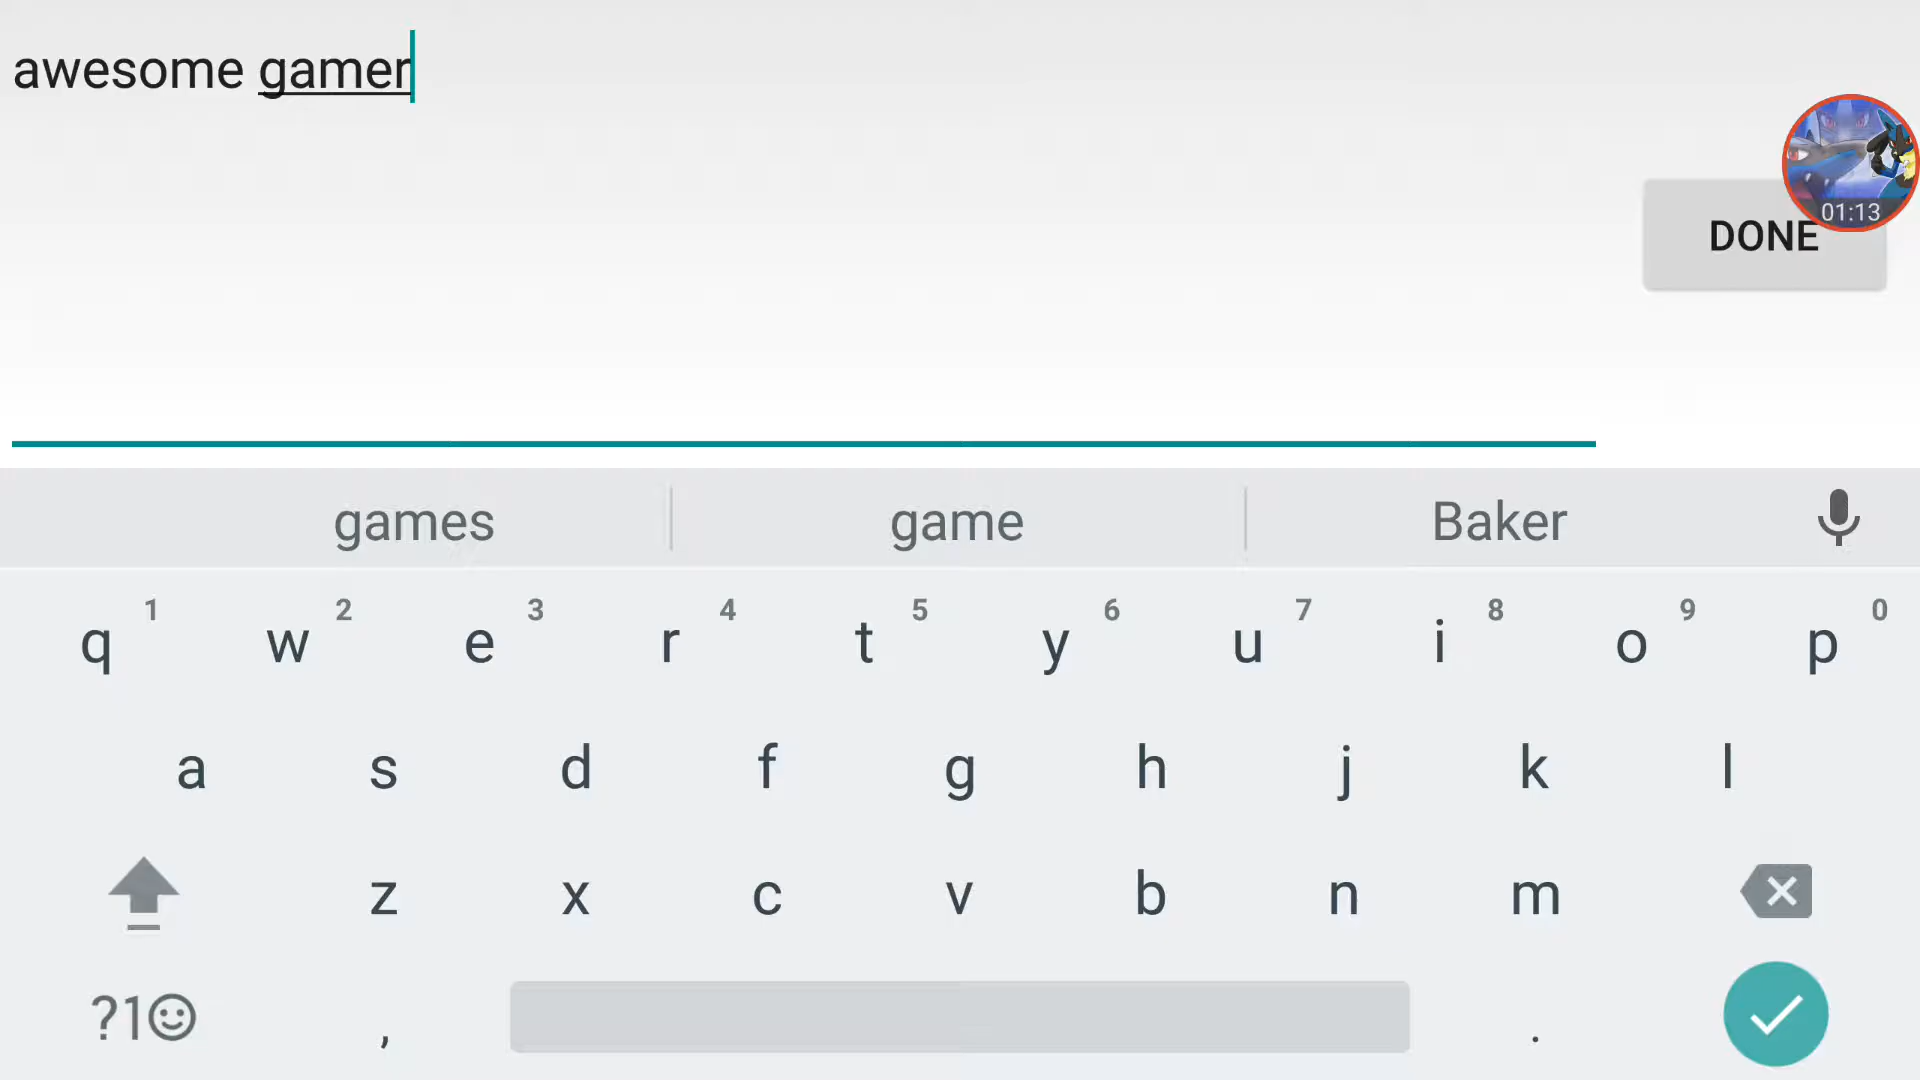 awesome gamer
01:13
DONE
games game Baker
q 1 w 2 e 3 r 4 t 5 y 6 u 7 i 8 o 9 p 0
a s d f g h j k l
z x c v b n m
?1☺ , .